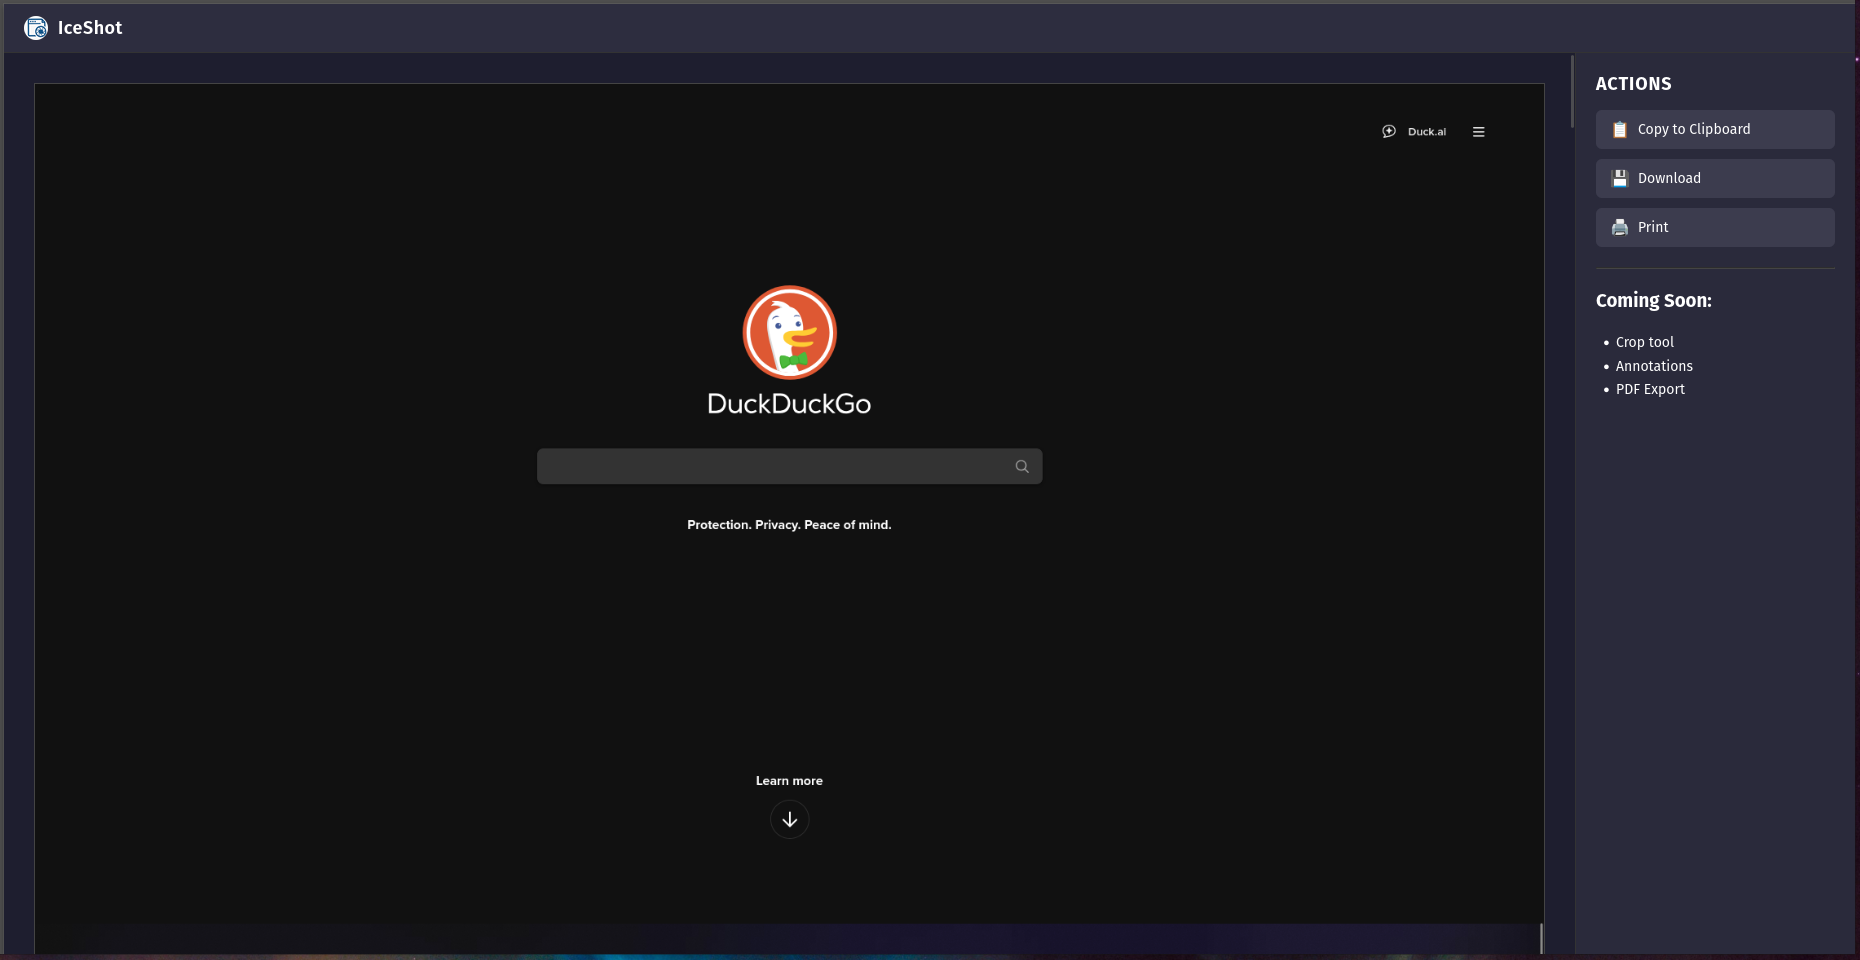 IceShot
Duck.ai
DuckDuckGo
Protection. Privacy. Peace of mind.
Learn more
ACTIONS
Copy to Clipboard
Download
Print
Coming Soon:
Crop tool
Annotations
PDF Export